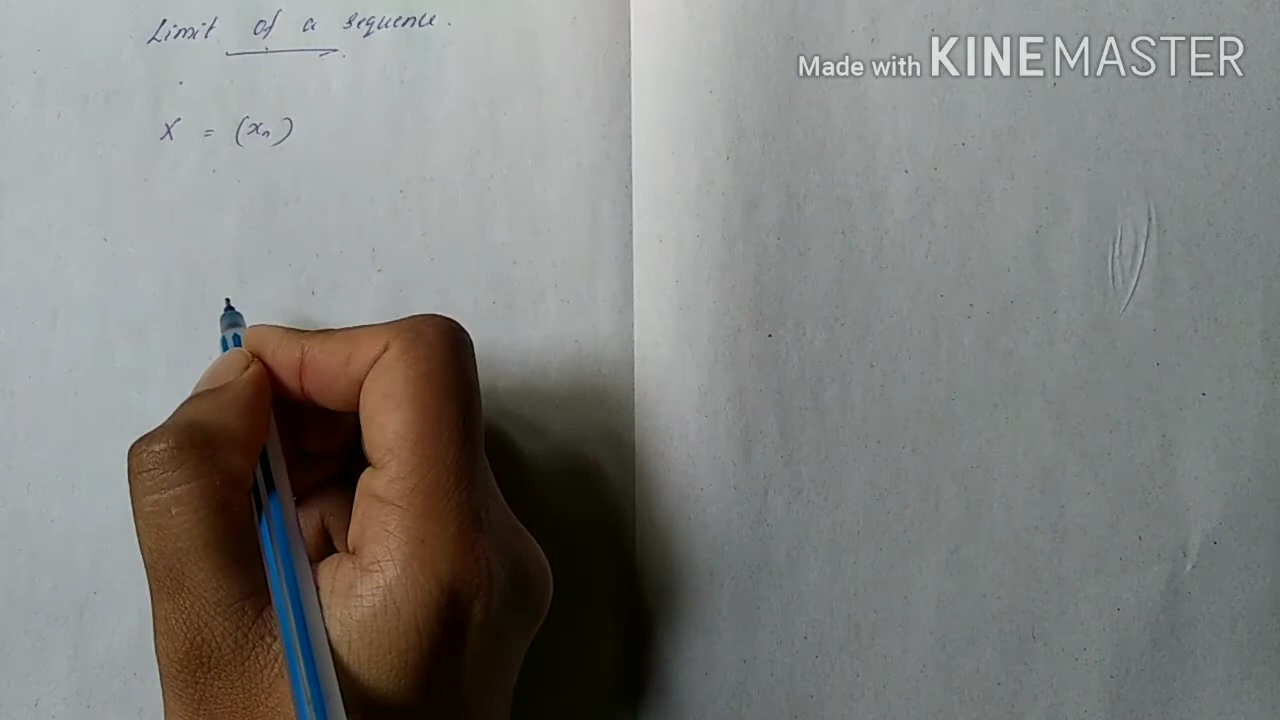 Limit of a sequence.
Made with KINEMASTER
X = (xₙ)